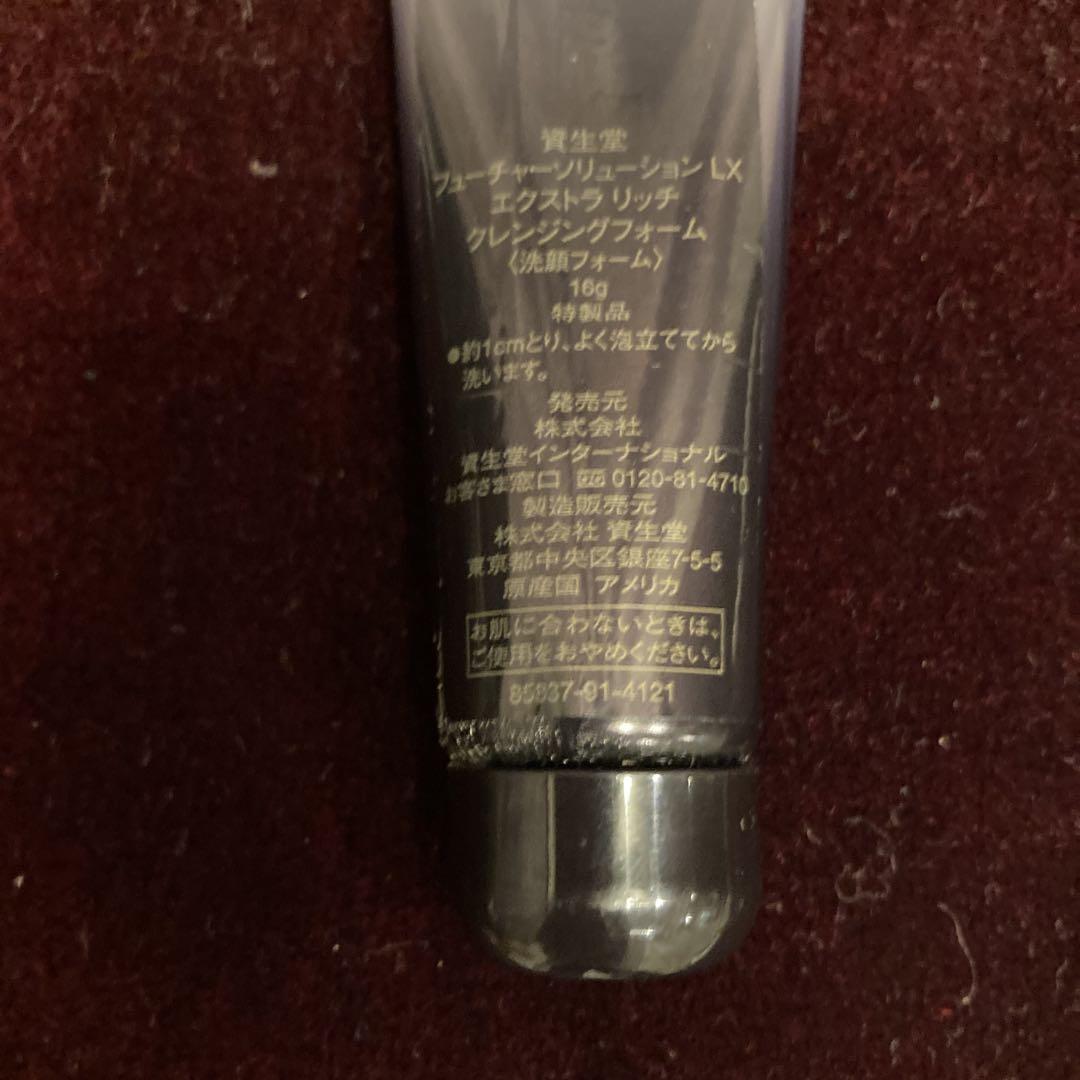 資生堂
フューチャーソリューション LX
エクストラ リッチ
クレンジングフォーム
〈洗顔フォーム〉
16g
特製品
●約1cmとり、よく泡立ててから
洗います。
発売元
株式会社
資生堂インターナショナル
お客さま窓口 0120-81-4710
製造販売元
株式会社 資生堂
東京都中央区銀座7-5-5
原産国 アメリカ
お肌に合わないときは、
ご使用をおやめください。
85937-91-4121